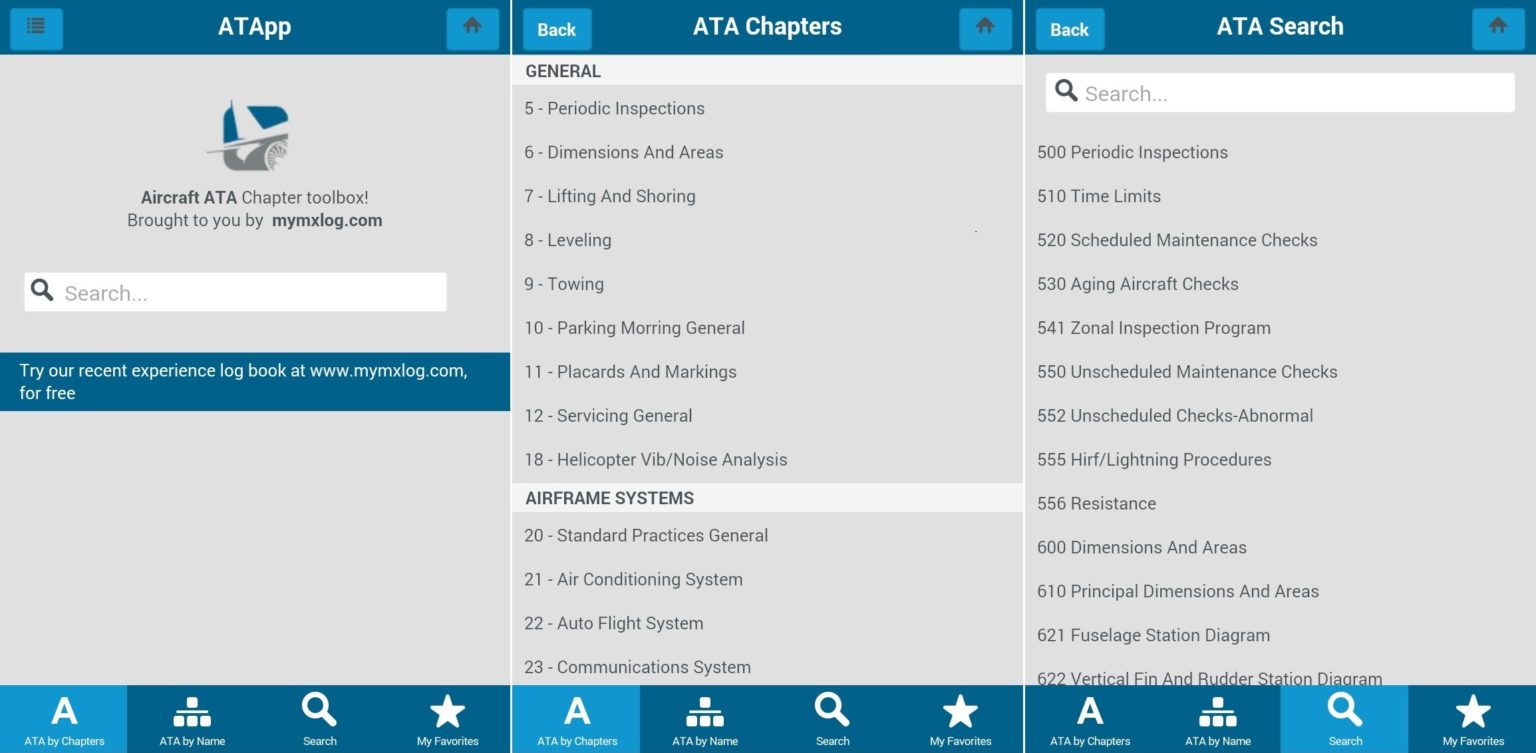 ATApp
Aircraft ATA Chapter toolbox!
Brought to you by mymxlog.com
Search...
Try our recent experience log book at www.mymxlog.com,
for free
ATA by Chapters
ATA by Name
Search
My Favorites
Back
ATA Chapters
GENERAL
5 - Periodic Inspections
6 - Dimensions And Areas
7 - Lifting And Shoring
8 - Leveling
9 - Towing
10 - Parking Morring General
11 - Placards And Markings
12 - Servicing General
18 - Helicopter Vib/Noise Analysis
AIRFRAME SYSTEMS
20 - Standard Practices General
21 - Air Conditioning System
22 - Auto Flight System
23 - Communications System
A
ATA by Chapters
ATA by Name
Search
My Favorites
Back
ATA Search
Search...
500 Periodic Inspections
510 Time Limits
520 Scheduled Maintenance Checks
530 Aging Aircraft Checks
541 Zonal Inspection Program
550 Unscheduled Maintenance Checks
552 Unscheduled Checks-Abnormal
555 Hirf/Lightning Procedures
556 Resistance
600 Dimensions And Areas
610 Principal Dimensions And Areas
621 Fuselage Station Diagram
622 Vertical Fin And Rudder Station Diagram
A
ATA by Chapters
ATA by Name
Search
My Favorites